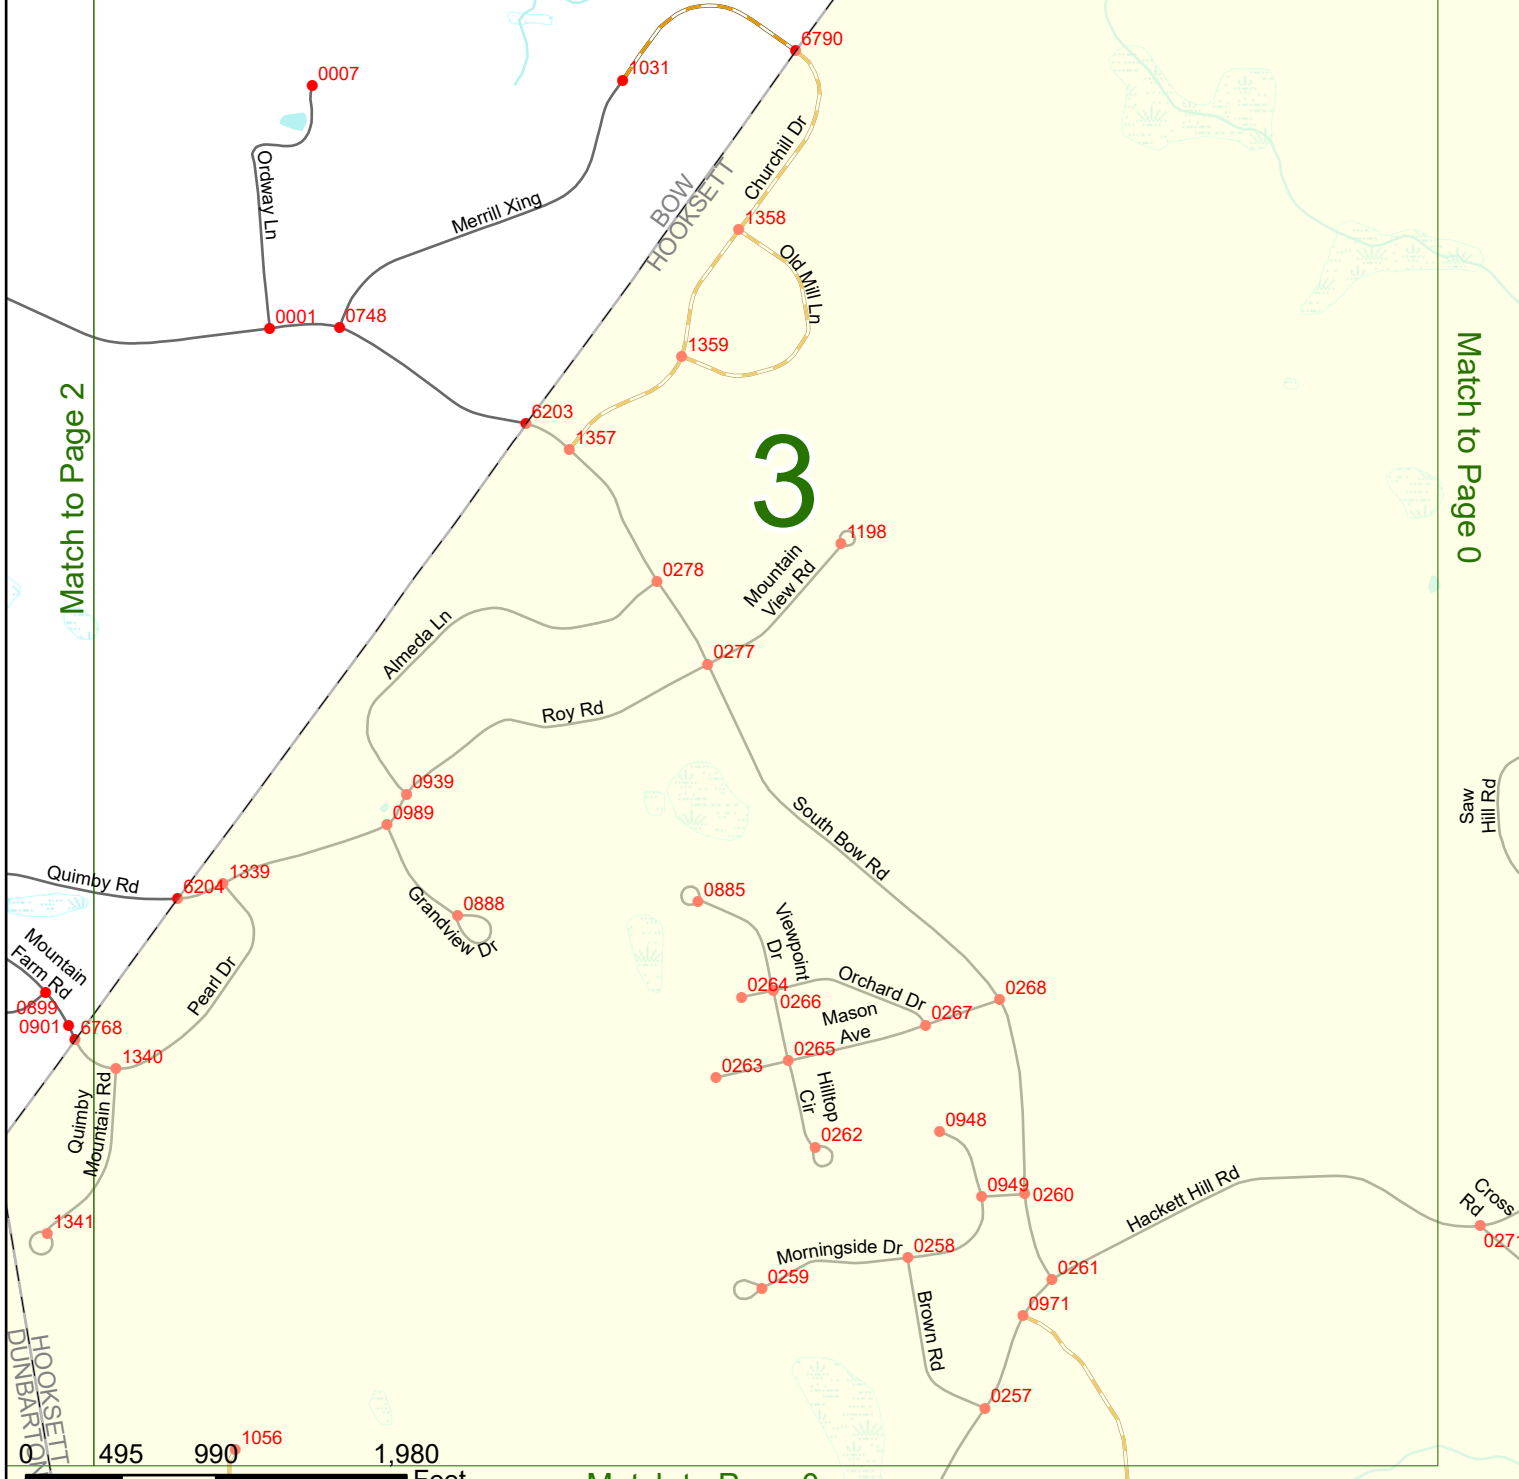 6790
0007
1031
Churchill Dr
Ordway Ln
Merrill Xing
BOW
HOOKSETT
1358
Old Mill Ln
0001
0748
1359
Match to Page 2
Match to Page 0
6203
1357
3
1198
Mountain
View Rd
0278
Almeda Ln
0277
Roy Rd
0939
0989
South Bow Rd
Saw
Hill Rd
Quimby Rd
6204
1339
Grandview Dr
0888
0885
Viewpoint
Dr
Mountain
Farm Rd
Pearl Dr
0264
0266
Orchard Dr
0268
0899
0901
6768
Mason
Ave
0267
1340
0265
0263
Quimby
Mountain Rd
Hilltop
Cir
0262
0948
0949
0260
Hackett Hill Rd
Cross
Rd
1341
0271
Morningside Dr
0258
0259
0261
0971
Brown Rd
HOOKSETT
DUNBARTON
0257
1056
0
495
990
1,980
Feet